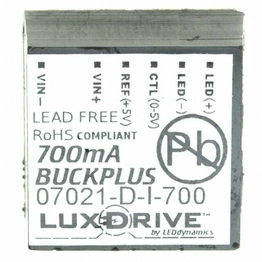 VIN-
VIN+
REF(+5V)
CTL(0-5V)
LED(-)
LED(+)
LEAD FREE
RoHS COMPLIANT
Pb
700mA
BUCKPLUS
07021-D-I-700
LUXDRIVE™
by LEDdynamics